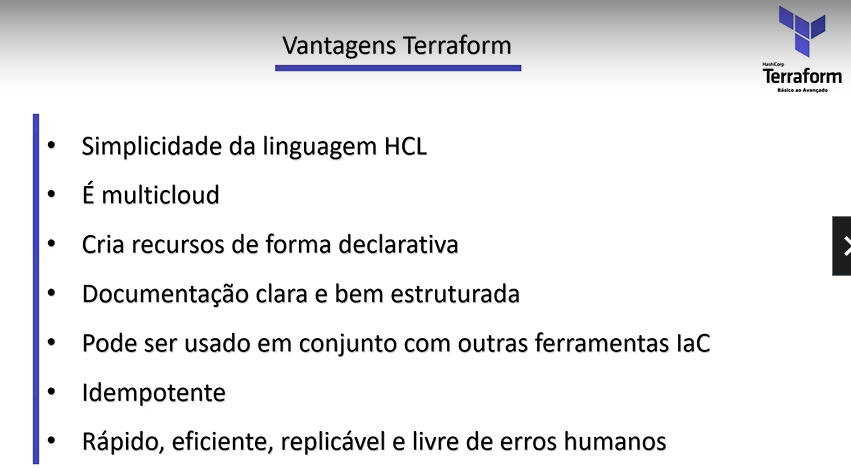 Vantagens Terraform
HashiCorp
Terraform
Básico ao Avançado
• Simplicidade da linguagem HCL
• É multicloud
• Cria recursos de forma declarativa
• Documentação clara e bem estruturada
• Pode ser usado em conjunto com outras ferramentas IaC
• Idempotente
• Rápido, eficiente, replicável e livre de erros humanos